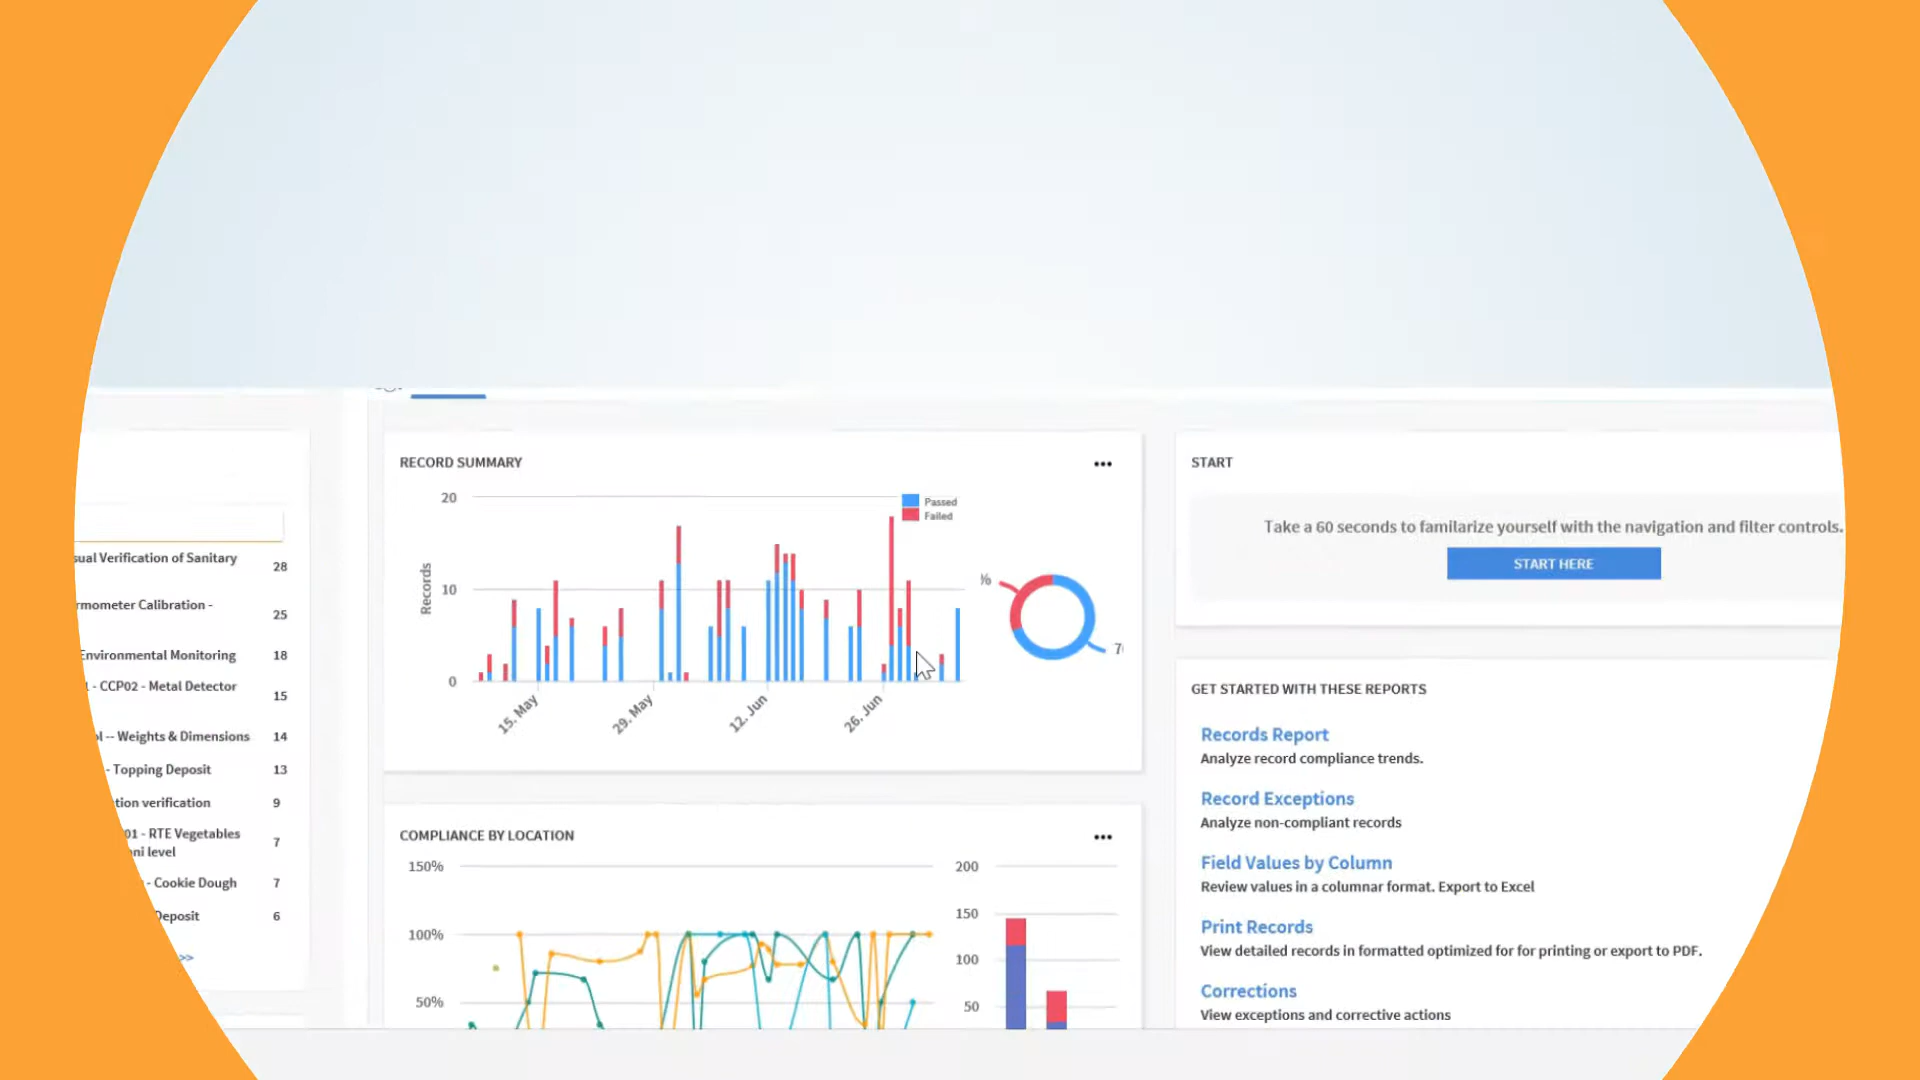 sual Verification of Sanitary
28
rmometer Calibration -
25
Environmental Monitoring
18
- CCP02 - Metal Detector
15
-- Weights & Dimensions
14
- Topping Deposit
13
tion verification
9
01 - RTE Vegetables
ni level
7
- Cookie Dough
7
Deposit
6
>>
RECORD SUMMARY
•••
20
10
0
Records
Passed
Failed
15. May
29. May
12. Jun
26. Jun
%
COMPLIANCE BY LOCATION
•••
150%
100%
50%
200
150
100
50
START
Take a 60 seconds to familarize yourself with the navigation and filter controls.
START HERE
GET STARTED WITH THESE REPORTS
Records Report
Analyze record compliance trends.
Record Exceptions
Analyze non-compliant records
Field Values by Column
Review values in a columnar format. Export to Excel
Print Records
View detailed records in formatted optimized for for printing or export to PDF.
Corrections
View exceptions and corrective actions